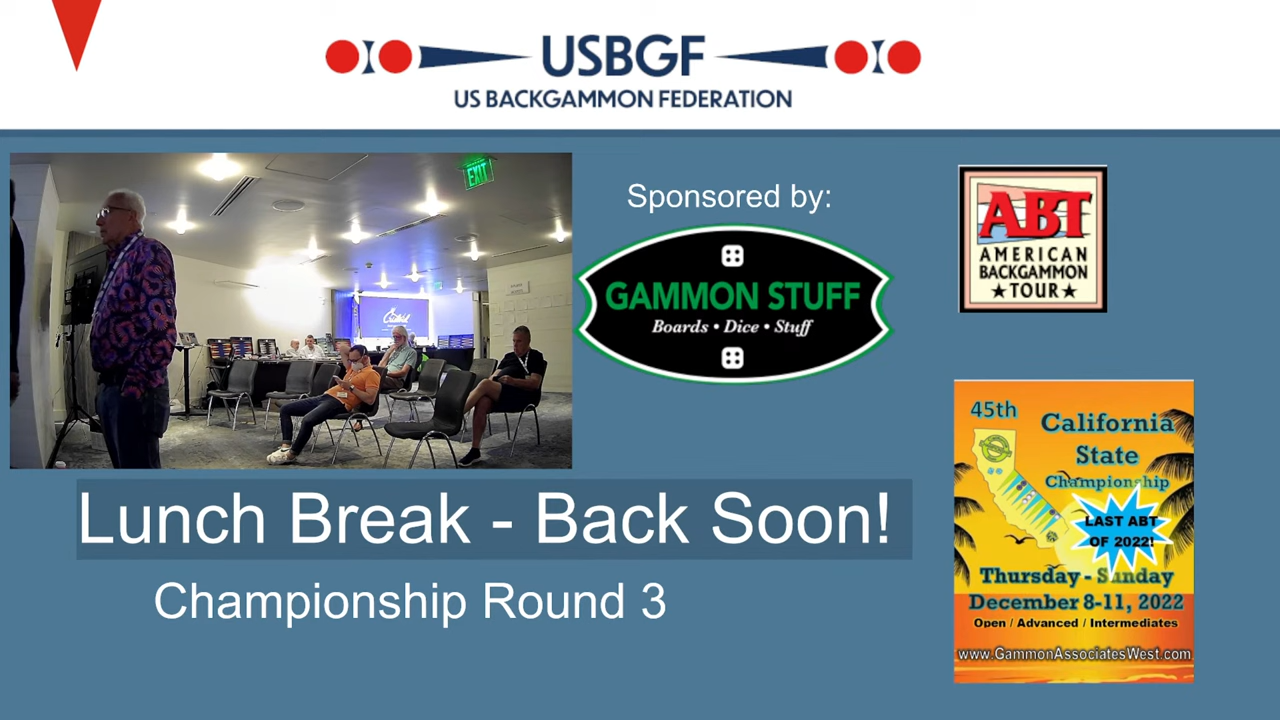 USBGF
US BACKGAMMON FEDERATION
EXIT
Sponsored by:
GAMMON STUFF
Boards • Dice • Stuff
ABT
AMERICAN
BACKGAMMON
★TOUR★
45th
California
State
Championship
LAST ABT
OF 2022!
Thursday - Sunday
December 8-11, 2022
Open / Advanced / Intermediates
www.GammonAssociatesWest.com
Lunch Break - Back Soon!
Championship Round 3